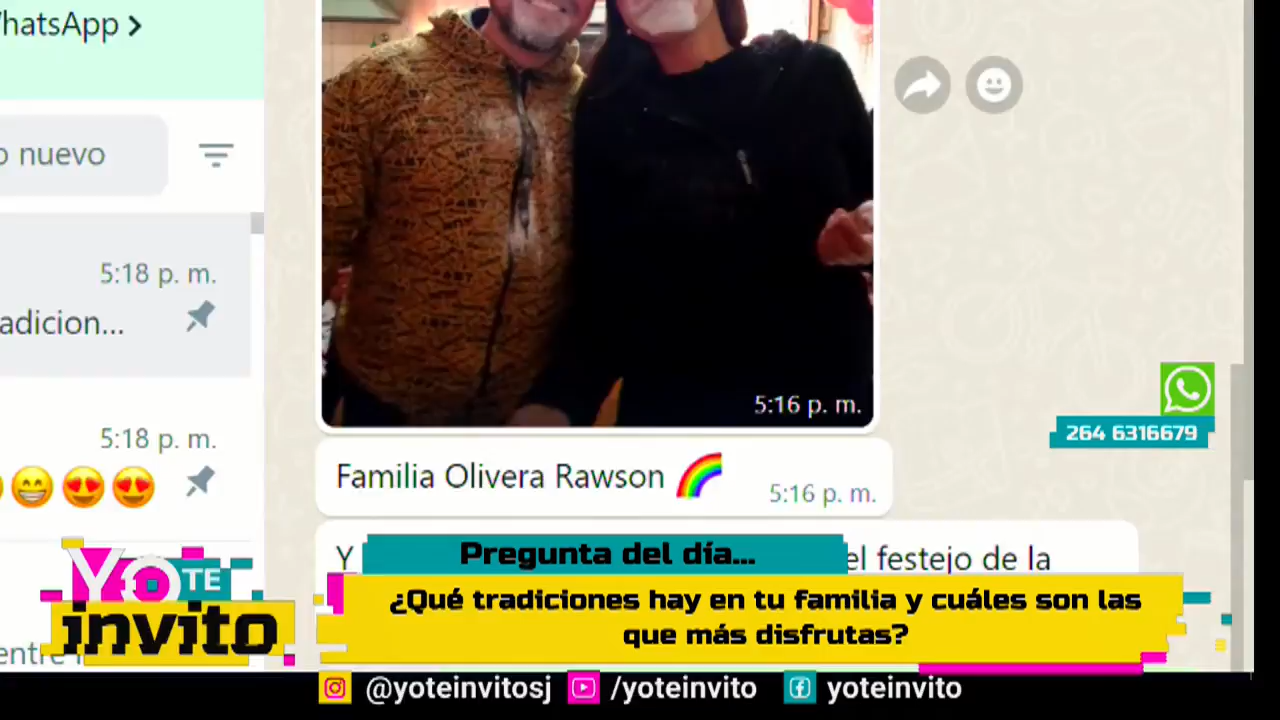 hatsApp
o nuevo
5:18 p. m.
adicion...
5:18 p. m.
5:16 p. m.
Familia Olivera Rawson
5:16 p. m.
264 6316679
Y
el festejo de la
Pregunta del día...
¿Qué tradiciones hay en tu familia y cuáles son las
que más disfrutas?
YO TE
invito
entre
@yoteinvitosj
/yoteinvito
yoteinvito